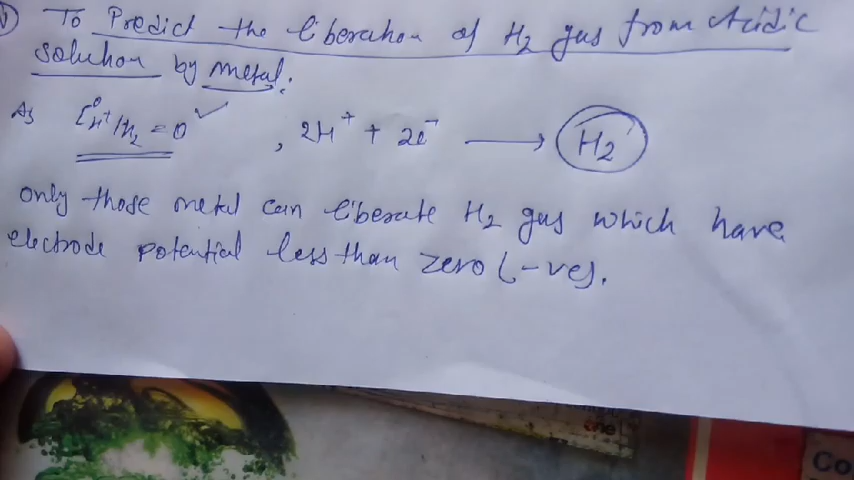 To Predict the liberation of H2 gas from Acidic
solution by metal:
As E°H+/H2 = 0 ✓ , 2H+ + 2e- ⟶ H2
only those metal can liberate H2 gas which have
electrode potential less than zero (-ve).
Co